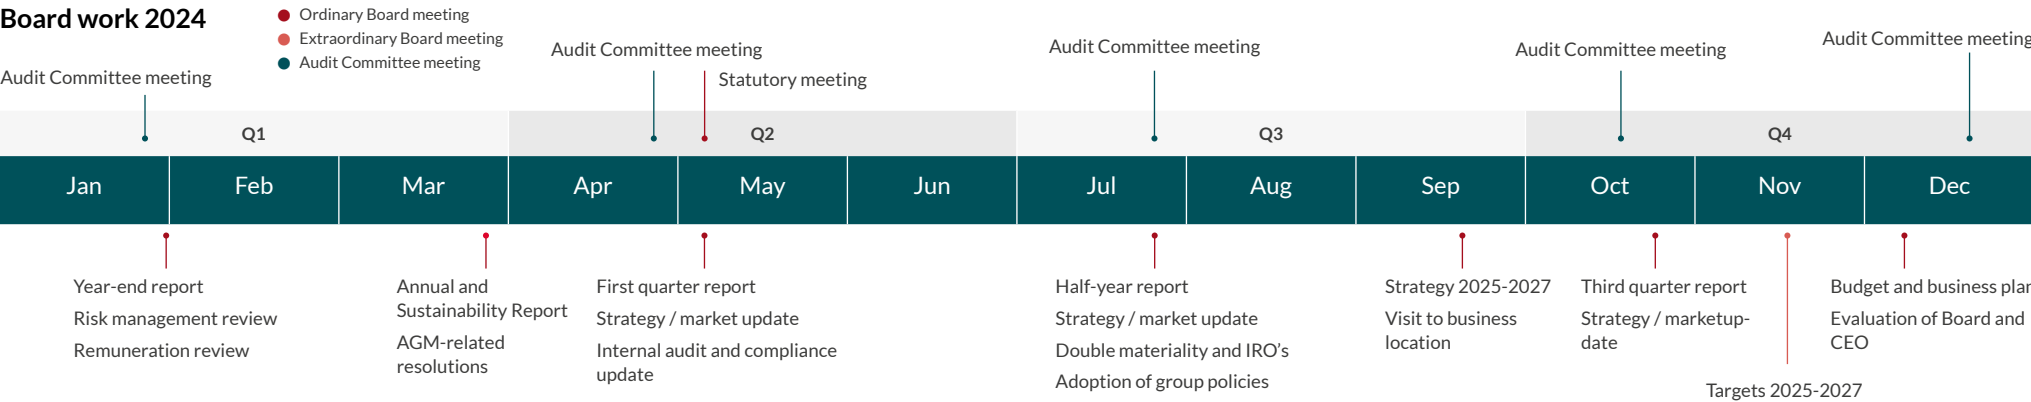 Board work 2024
Ordinary Board meeting
Extraordinary Board meeting
Audit Committee meeting
Audit Committee meeting
Audit Committee meeting
Statutory meeting
Audit Committee meeting
Audit Committee meeting
Audit Committee meeting
Q1
Q2
Q3
Q4
Jan
Feb
Mar
Apr
May
Jun
Jul
Aug
Sep
Oct
Nov
Dec
Year-end report
Risk management review
Remuneration review
Annual and
Sustainability Report
AGM-related
resolutions
First quarter report
Strategy / market update
Internal audit and compliance
update
Half-year report
Strategy / market update
Double materiality and IRO’s
Adoption of group policies
Strategy 2025-2027
Visit to business
location
Third quarter report
Strategy / marketup-
date
Targets 2025-2027
Budget and business plan
Evaluation of Board and
CEO